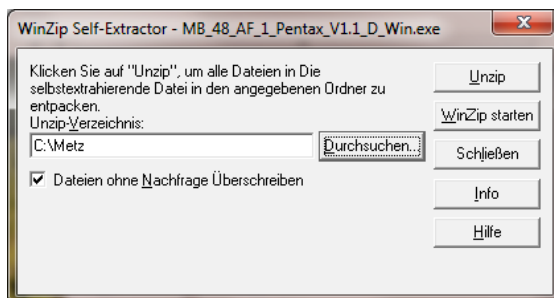 WinZip Self-Extractor - MB_48_AF_1_Pentax_V1.1_D_Win.exe
Klicken Sie auf "Unzip", um alle Dateien in Die
selbstextrahierende Datei in den angegebenen Ordner zu
entpacken.
Unzip-Verzeichnis:
C:\Metz
Durchsuchen...
Dateien ohne Nachfrage Überschreiben
Unzip
WinZip starten
Schließen
Info
Hilfe